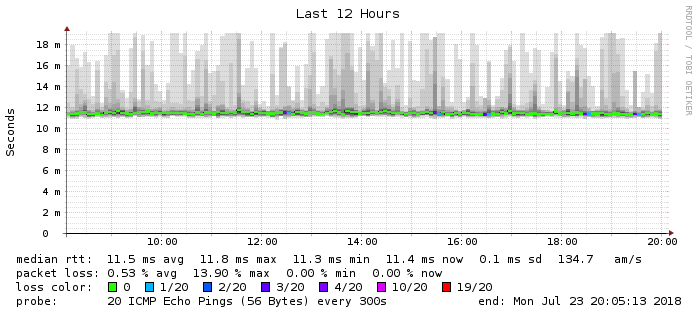 Last 12 Hours
RRDTOOL / TOBI OETIKER
Seconds
18 m
16 m
14 m
12 m
10 m
8 m
6 m
4 m
2 m
0
10:00 12:00 14:00 16:00 18:00 20:00
median rtt: 11.5 ms avg 11.8 ms max 11.3 ms min 11.4 ms now 0.1 ms sd 134.7 am/s
packet loss: 0.53 % avg 13.90 % max 0.00 % min 0.00 % now
loss color: 0 1/20 2/20 3/20 4/20 10/20 19/20
probe: 20 ICMP Echo Pings (56 Bytes) every 300s end: Mon Jul 23 20:05:13 2018